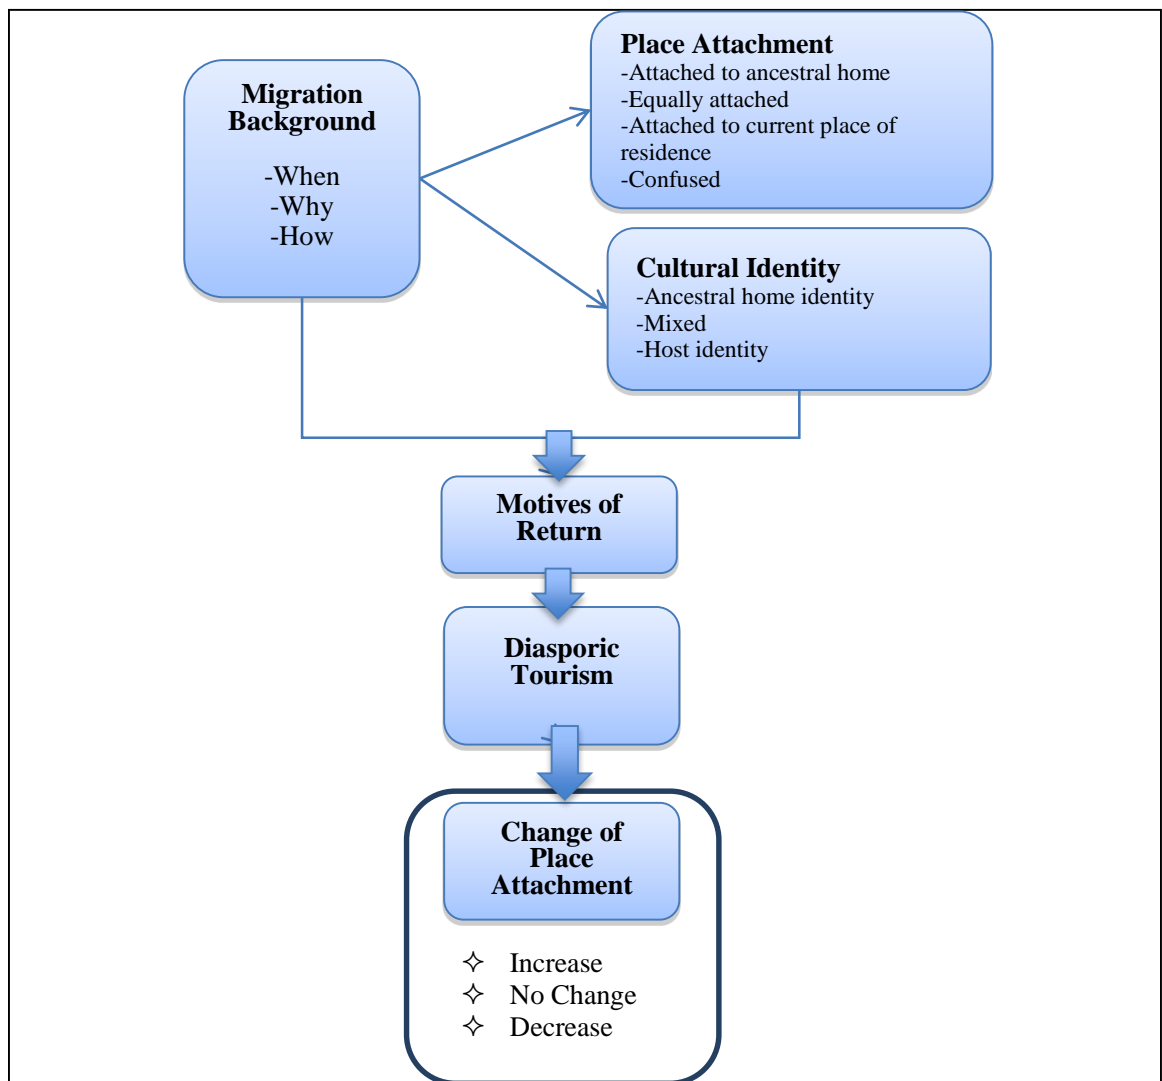 Migration
Background
-When
-Why
-How
Place Attachment
-Attached to ancestral home
-Equally attached
-Attached to current place of
residence
-Confused
Cultural Identity
-Ancestral home identity
-Mixed
-Host identity
Motives of
Return
Diasporic
Tourism
Change of
Place
Attachment
✧ Increase
✧ No Change
✧ Decrease